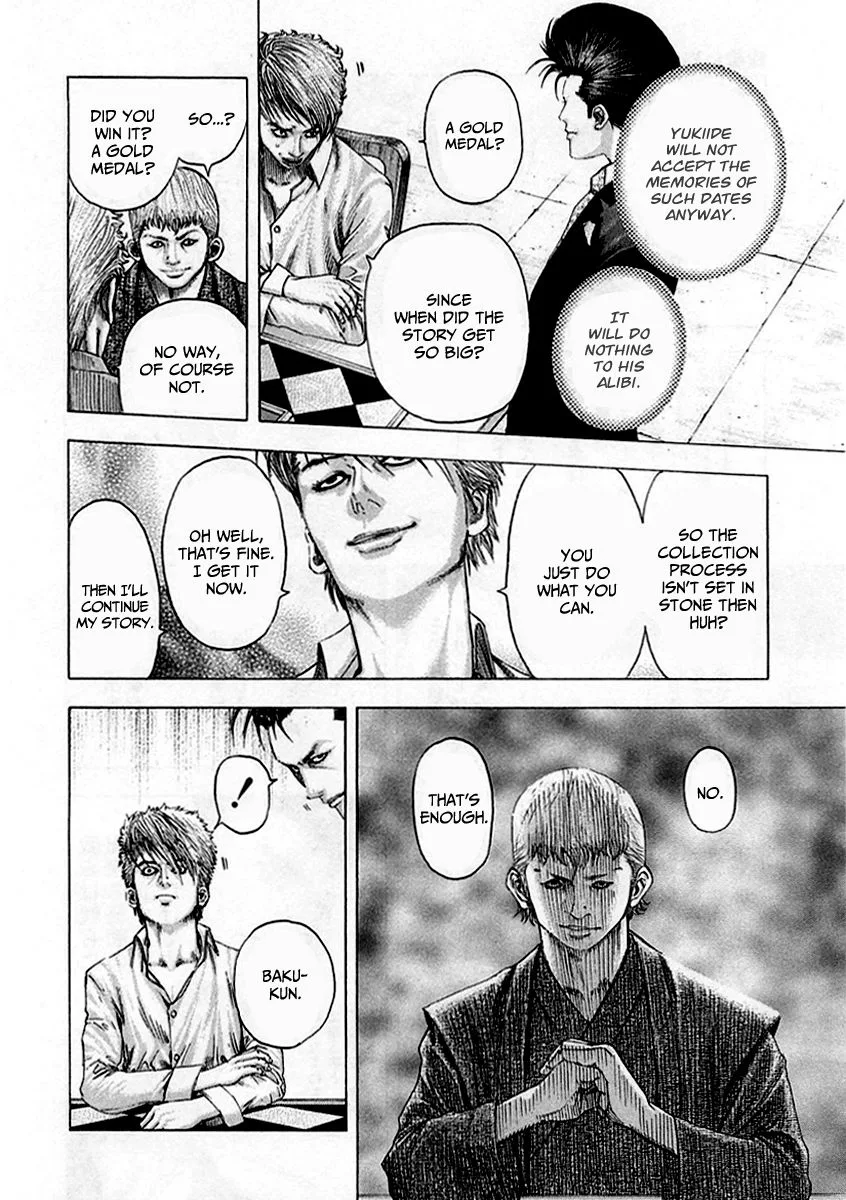 YUKIIDE
WILL NOT
ACCEPT THE
MEMORIES OF
SUCH DATES
ANYWAY.
IT
WILL DO
NOTHING
TO HIS
ALIBI.
A GOLD
MEDAL?
SINCE
WHEN DID THE
STORY GET
SO BIG?
SO...?
DID YOU
WIN IT?
A GOLD
MEDAL?
NO WAY,
OF COURSE
NOT.
SO THE
COLLECTION
PROCESS
ISN'T SET IN
STONE THEN
HUH?
YOU
JUST DO
WHAT YOU
CAN.
OH WELL,
THAT'S FINE.
I GET IT
NOW.
THEN I'LL
CONTINUE
MY STORY.
NO.
THAT'S
ENOUGH.
!
BAKU-
KUN.